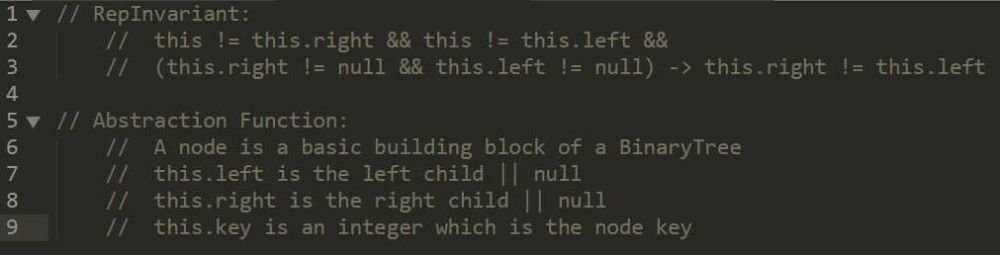 1 ▼ // RepInvariant:
2 // this != this.right && this != this.left &&
3 // (this.right != null && this.left != null) -> this.right != this.left
4
5 ▼ // Abstraction Function:
6 // A node is a basic building block of a BinaryTree
7 // this.left is the left child || null
8 // this.right is the right child || null
9 // this.key is an integer which is the node key